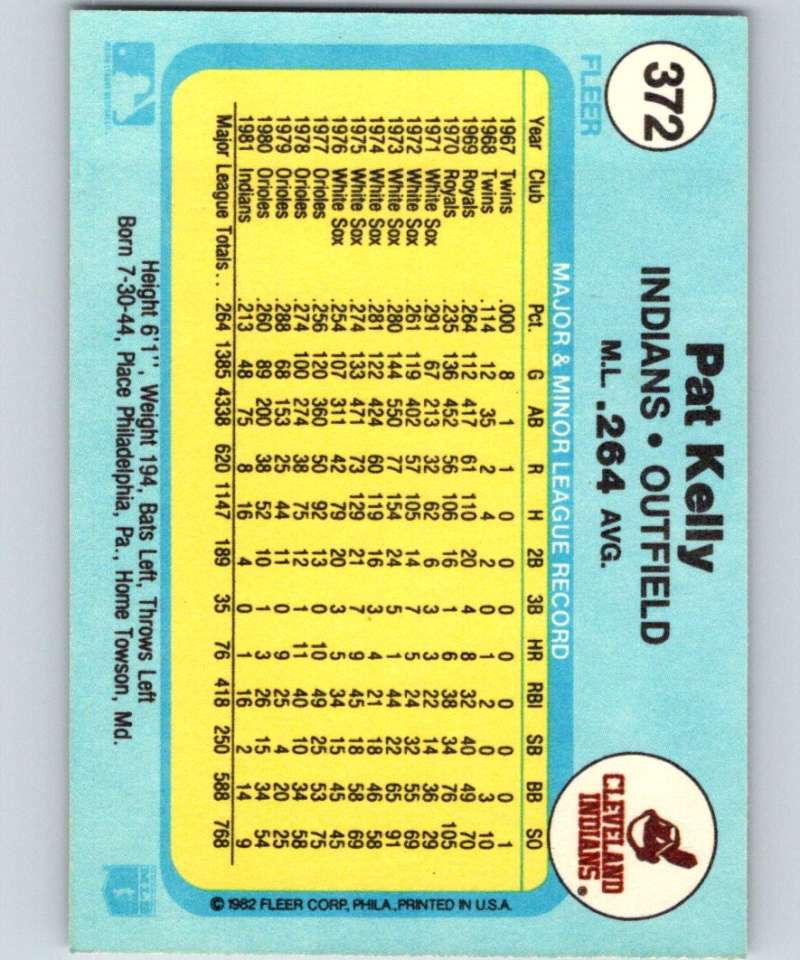 372
FLEER
Pat Kelly
INDIANS • OUTFIELD
M.L. .264 AVG.
CLEVELAND
INDIANS®
MAJOR & MINOR LEAGUE RECORD
Year Club Pct. G AB R H 2B 3B HR RBI SB BB SO
1967 Twins .000 8 1 1 0 0 0 0 0 0 0 1
1968 Twins .114 12 35 2 4 2 0 1 2 0 3 10
1969 Royals .264 112 417 61 110 20 4 8 32 40 49 70
1970 Royals .235 136 452 56 106 16 1 6 38 34 76 105
1971 White Sox .291 67 213 32 62 6 3 3 22 14 36 29
1972 White Sox .261 119 402 57 105 14 7 5 24 32 55 69
1973 White Sox .280 144 550 77 154 24 5 1 44 22 65 91
1974 White Sox .281 122 424 60 119 16 3 4 21 18 46 58
1975 White Sox .274 133 471 73 129 21 7 9 45 18 58 69
1976 White Sox .254 107 311 42 79 20 3 5 34 15 45 45
1977 Orioles .256 120 360 50 92 13 0 10 49 25 53 75
1978 Orioles .274 100 274 38 75 12 1 11 40 10 34 58
1979 Orioles .288 68 153 25 44 11 0 9 25 4 20 25
1980 Orioles .260 89 200 38 52 10 1 3 26 15 34 54
1981 Indians .213 48 75 8 16 4 0 1 16 2 14 9
Major League Totals . . .264 1385 4338 620 1147 189 35 76 418 250 588 768
Height 6'1", Weight 194, Bats Left, Throws Left
Born 7-30-44, Place Philadelphia, Pa., Home Towson, Md.
© 1982 FLEER CORP., PHILA., PRINTED IN U.S.A.